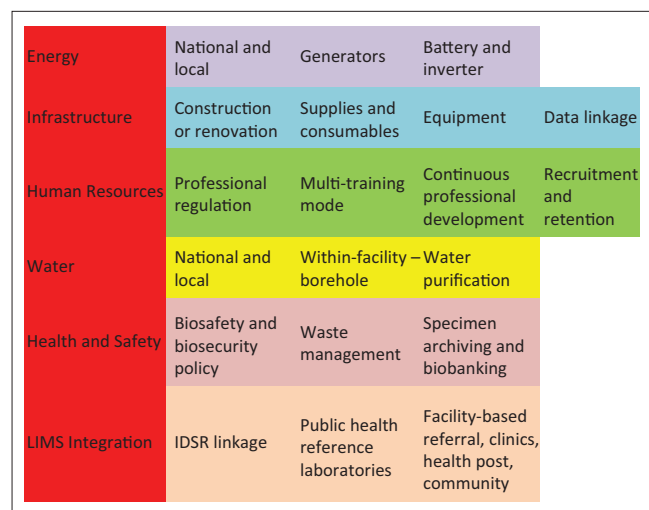 Energy
National and
local
Generators
Battery and
inverter
Infrastructure
Construction
or renovation
Supplies and
consumables
Equipment
Data linkage
Human Resources
Professional
regulation
Multi-training
mode
Continuous
professional
development
Recruitment
and
retention
Water
National and
local
Within-facility –
borehole
Water
purification
Health and Safety
Biosafety and
biosecurity
policy
Waste
management
Specimen
archiving and
biobanking
LIMS Integration
IDSR linkage
Public health
reference
laboratories
Facility-based
referral, clinics,
health post,
community